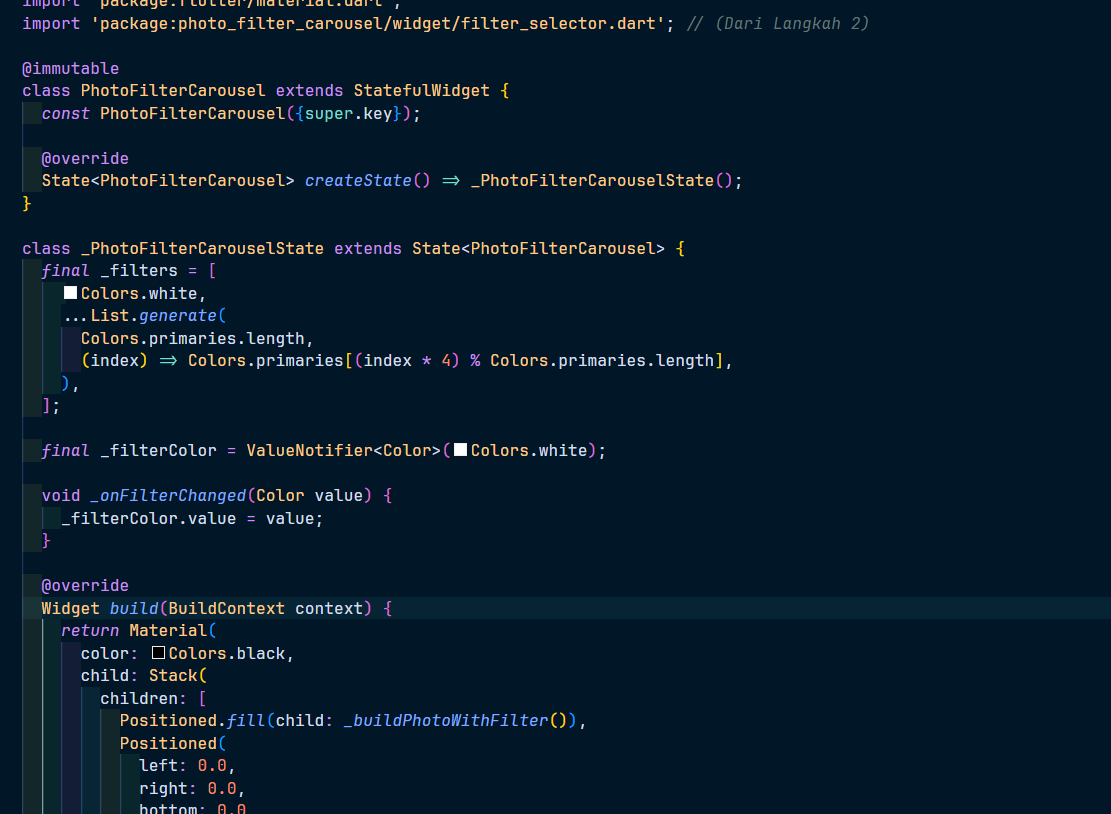 import 'package:flutter/material.dart';
import 'package:photo_filter_carousel/widget/filter_selector.dart'; // (Dari Langkah 2)
@immutable
class PhotoFilterCarousel extends StatefulWidget {
  const PhotoFilterCarousel({super.key});
  @override
  State<PhotoFilterCarousel> createState() => _PhotoFilterCarouselState();
}
class _PhotoFilterCarouselState extends State<PhotoFilterCarousel> {
  final _filters = [
    Colors.white,
    ...List.generate(
      Colors.primaries.length,
      (index) => Colors.primaries[(index * 4) % Colors.primaries.length],
    ),
  ];
  final _filterColor = ValueNotifier<Color>(Colors.white);
  void _onFilterChanged(Color value) {
    _filterColor.value = value;
  }
  @override
  Widget build(BuildContext context) {
    return Material(
      color: Colors.black,
      child: Stack(
        children: [
          Positioned.fill(child: _buildPhotoWithFilter()),
          Positioned(
            left: 0.0,
            right: 0.0,
            bottom: 0.0